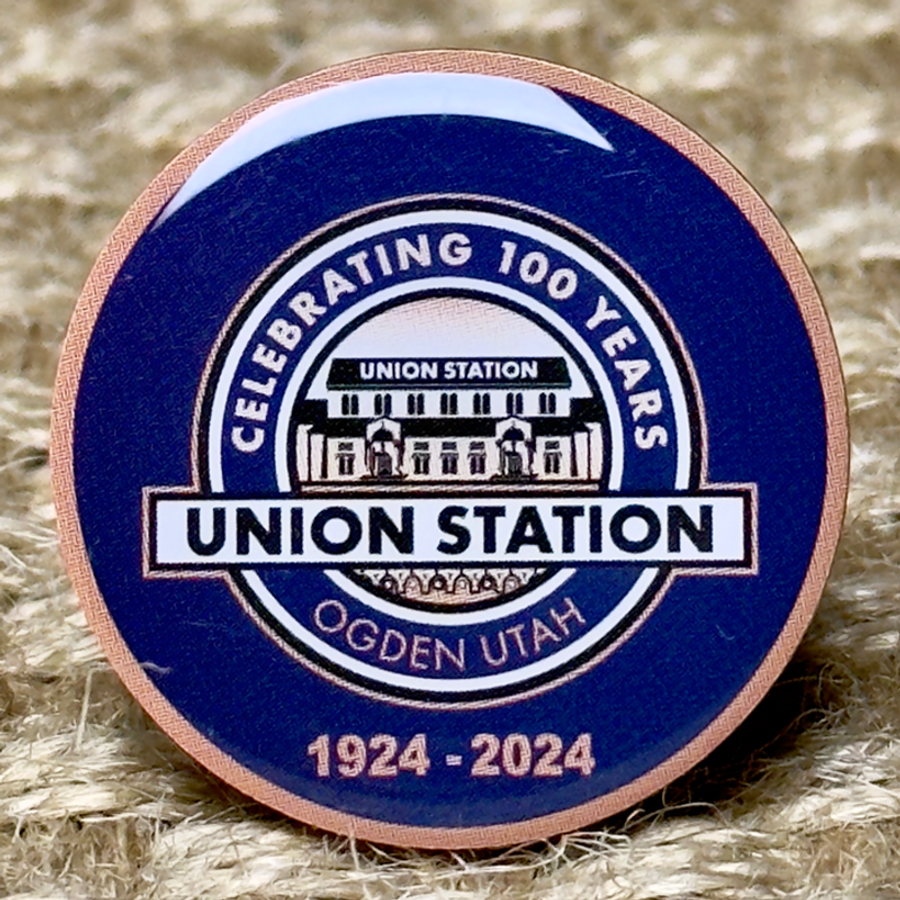 CELEBRATING 100 YEARS
UNION STATION
UNION STATION
OGDEN UTAH
1924 - 2024